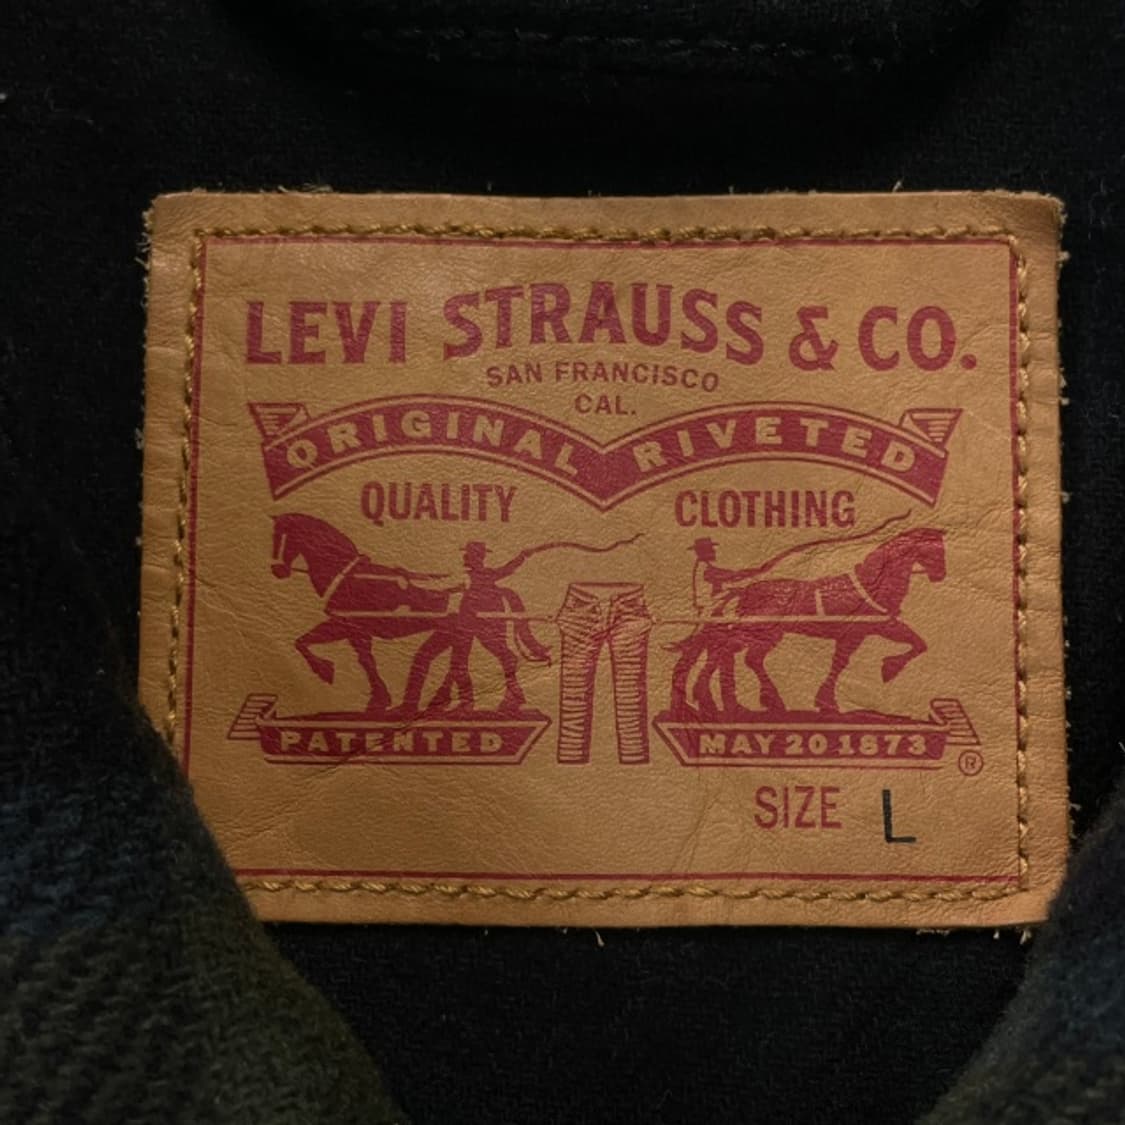 LEVI STRAUSS & CO.
SAN FRANCISCO
CAL.
ORIGINAL RIVETED
QUALITY CLOTHING
PATENTED MAY 20 1873
®
SIZE L